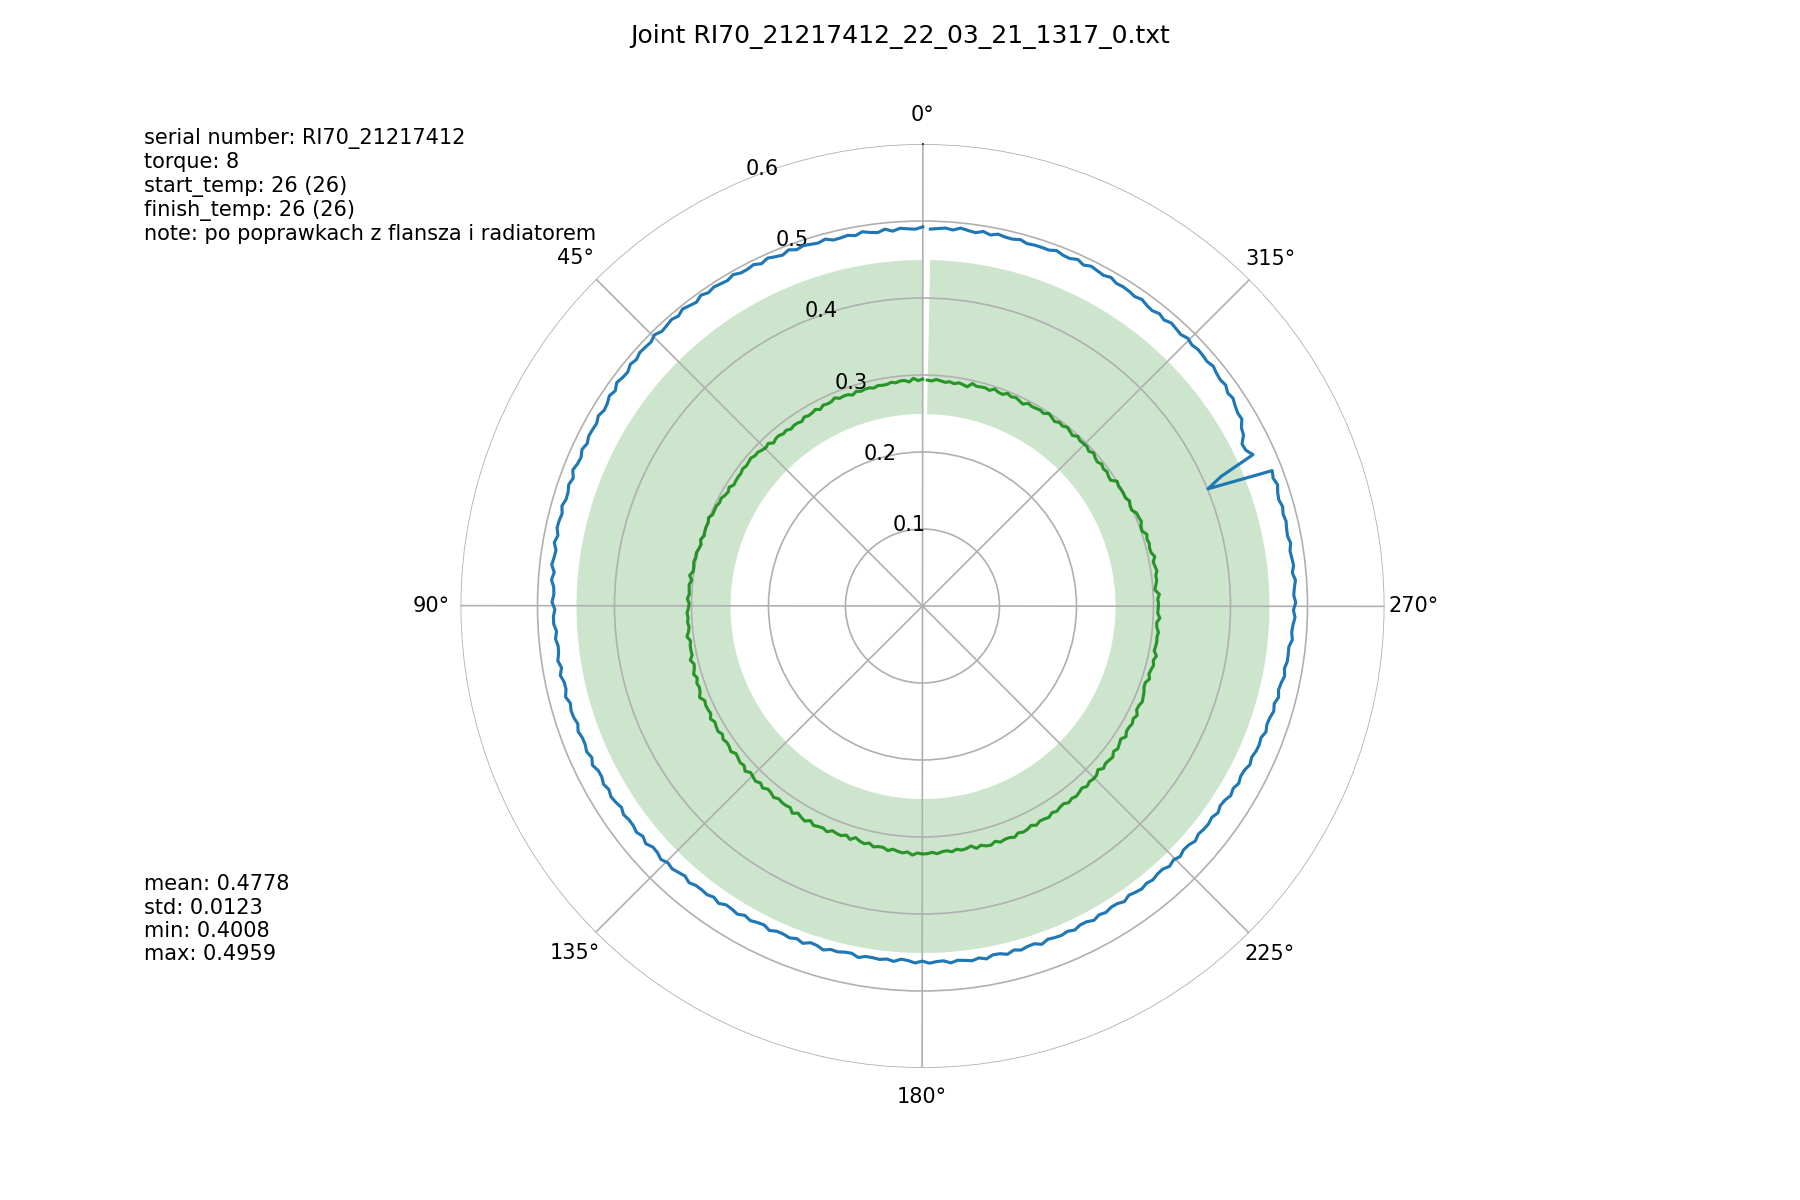 Joint RI70_21217412_22_03_21_1317_0.txt
serial number: RI70_21217412
torque: 8
start_temp: 26 (26)
finish_temp: 26 (26)
note: po poprawkach z flansza i radiatorem
0°
45°
90°
135°
180°
225°
270°
315°
0.6
0.5
0.4
0.3
0.2
0.1
mean: 0.4778
std: 0.0123
min: 0.4008
max: 0.4959